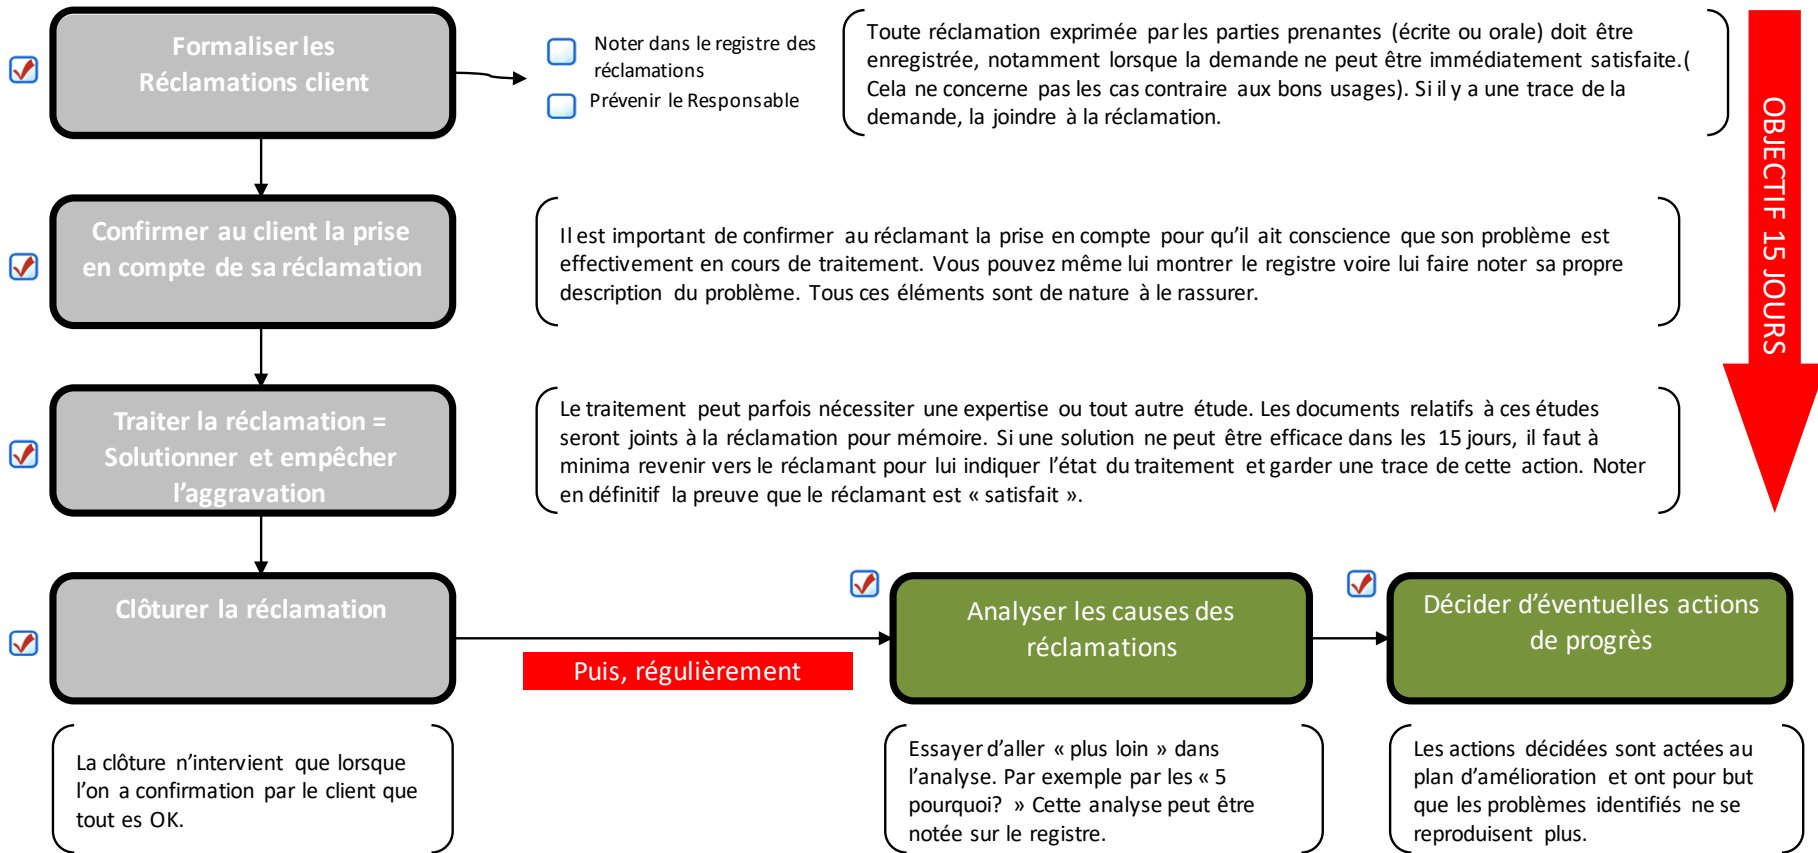 Formaliser les
Réclamations client
Noter dans le registre des
réclamations
Prévenir le Responsable
Toute réclamation exprimée par les parties prenantes (écrite ou orale) doit être
enregistrée, notamment lorsque la demande ne peut être immédiatement satisfaite.(
Cela ne concerne pas les cas contraire aux bons usages). Si il y a une trace de la
demande, la joindre à la réclamation.
OBJECTIF 15 JOURS
Confirmer au client la prise
en compte de sa réclamation
Il est important de confirmer au réclamant la prise en compte pour qu’il ait conscience que son problème est
effectivement en cours de traitement. Vous pouvez même lui montrer le registre voire lui faire noter sa propre
description du problème. Tous ces éléments sont de nature à le rassurer.
Traiter la réclamation =
Solutionner et empêcher
l’aggravation
Le traitement peut parfois nécessiter une expertise ou tout autre étude. Les documents relatifs à ces études
seront joints à la réclamation pour mémoire. Si une solution ne peut être efficace dans les 15 jours, il faut à
minima revenir vers le réclamant pour lui indiquer l’état du traitement et garder une trace de cette action. Noter
en définitif la preuve que le réclamant est « satisfait ».
Clôturer la réclamation
Puis, régulièrement
Analyser les causes des
réclamations
Décider d’éventuelles actions
de progrès
La clôture n’intervient que lorsque
l’on a confirmation par le client que
tout es OK.
Essayer d’aller « plus loin » dans
l’analyse. Par exemple par les « 5
pourquoi? » Cette analyse peut être
notée sur le registre.
Les actions décidées sont actées au
plan d’amélioration et ont pour but
que les problèmes identifiés ne se
reproduisent plus.